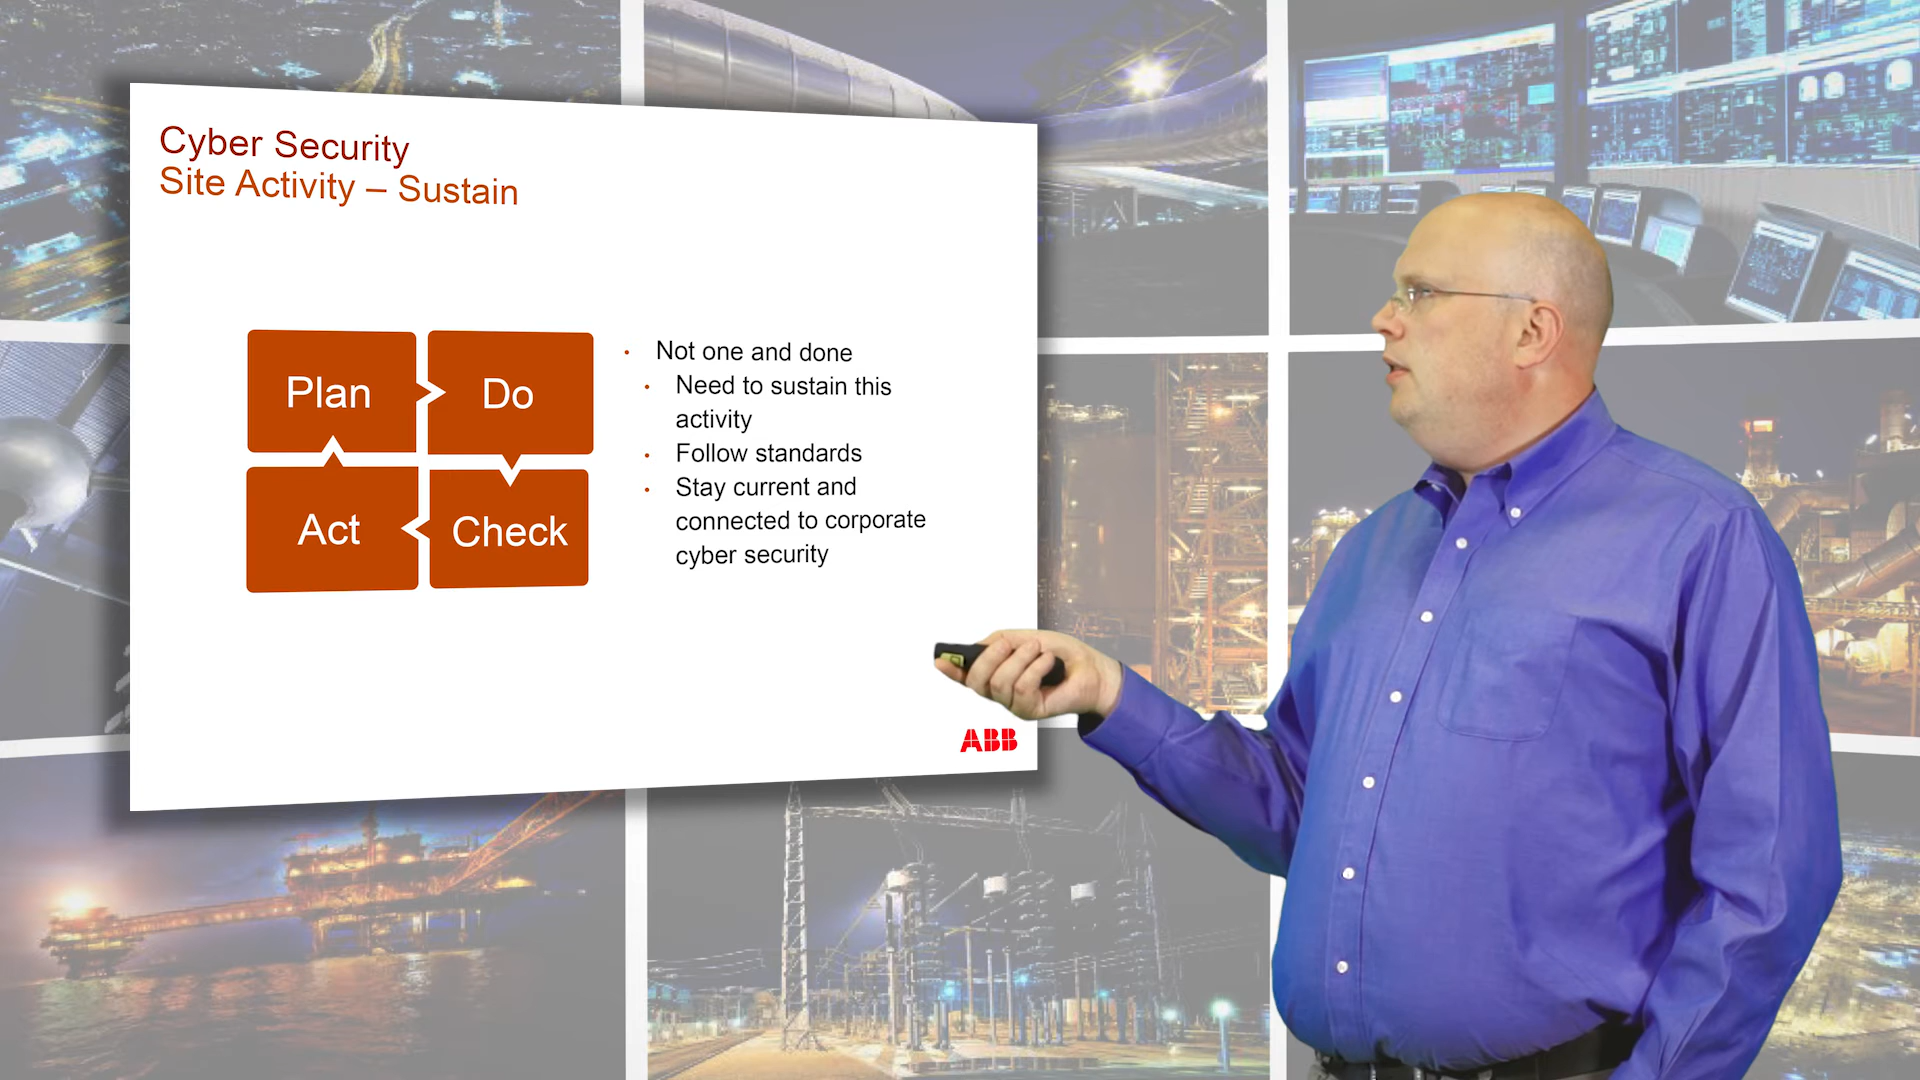 Cyber Security
Site Activity – Sustain
Plan
Do
Act
Check
• Not one and done
• Need to sustain this
activity
• Follow standards
• Stay current and
connected to corporate
cyber security
ABB